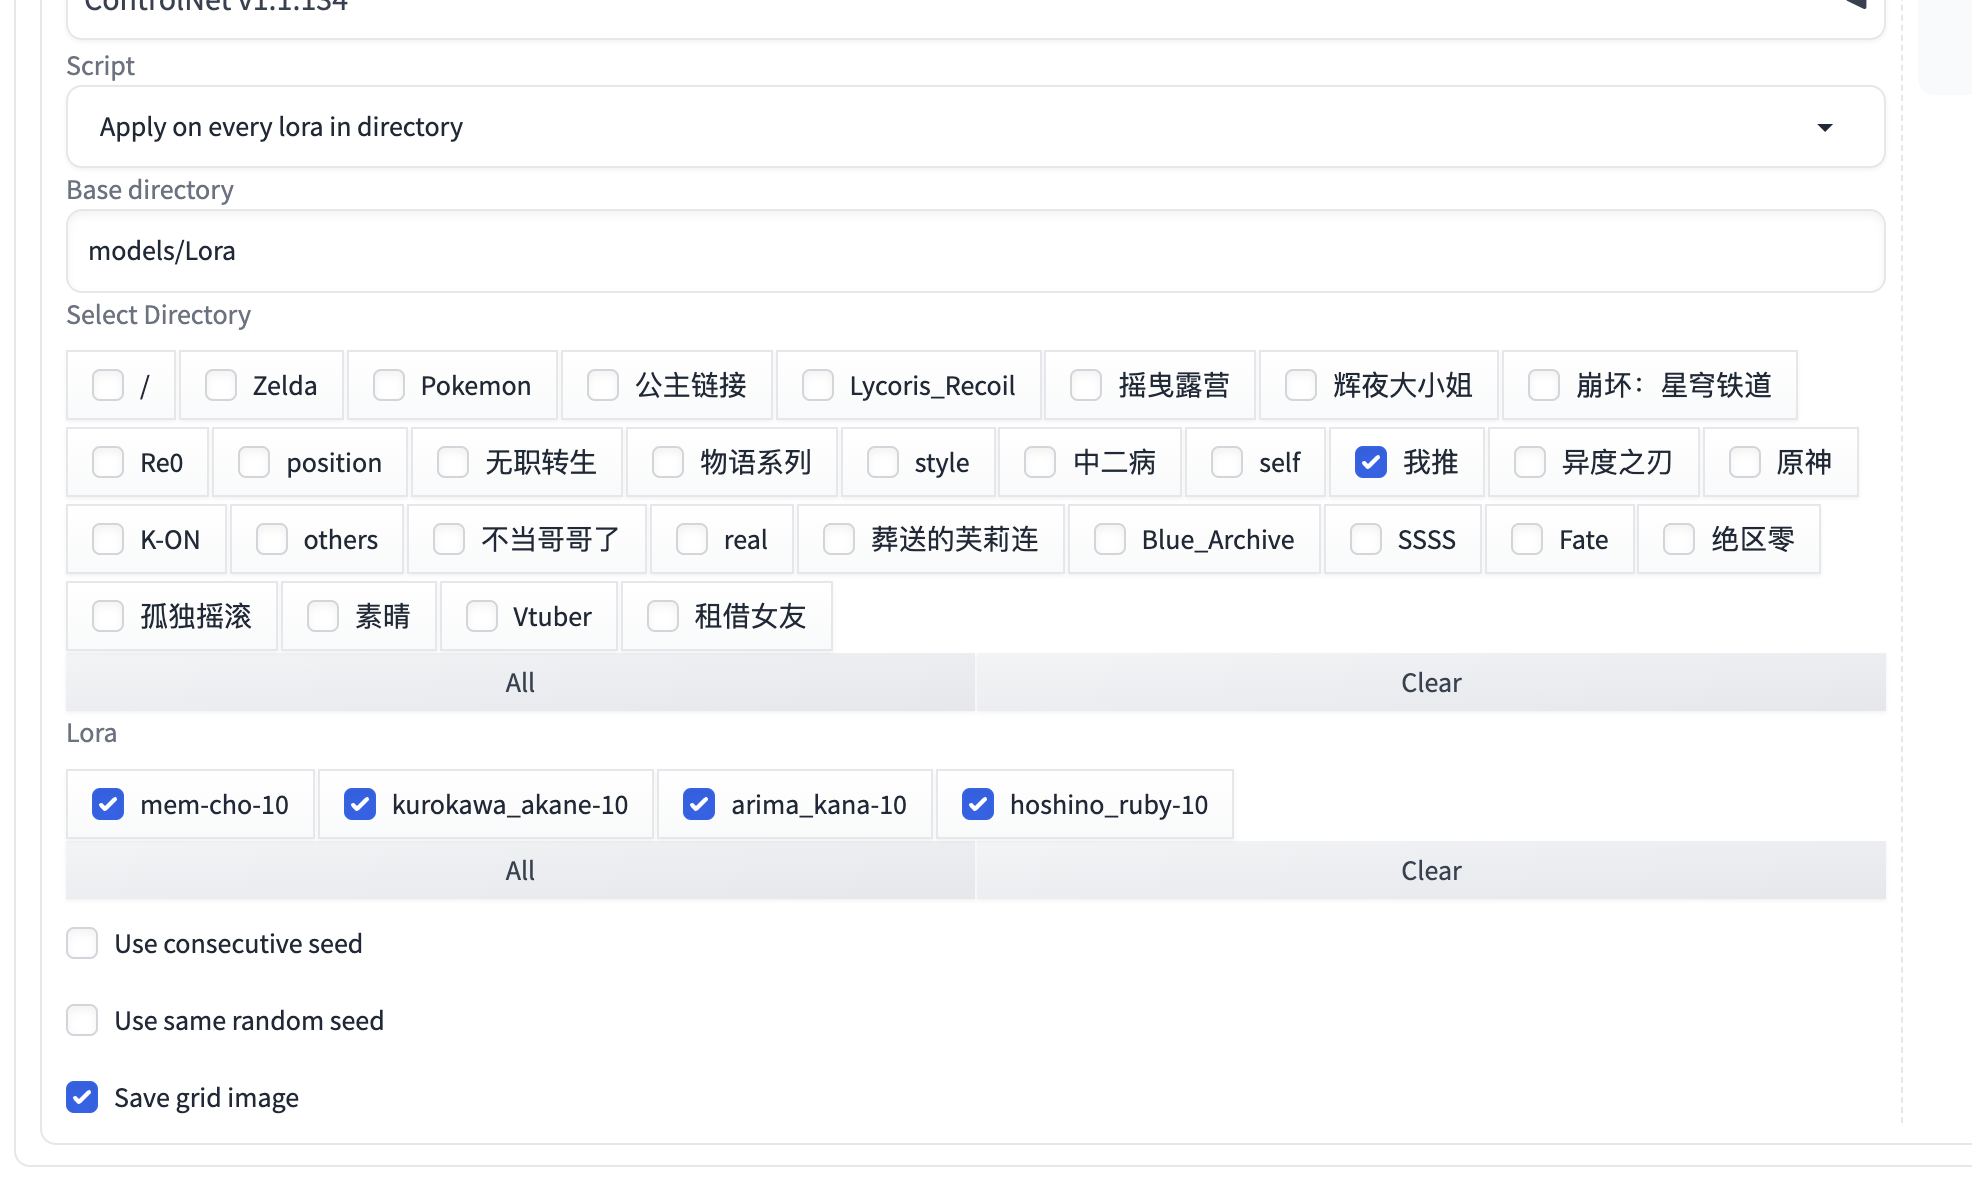 ControlNet v1.1.134
Script
Apply on every lora in directory
Base directory
models/Lora
Select Directory
/ Zelda Pokemon 公主链接 Lycoris_Recoil 摇曳露营 辉夜大小姐 崩坏：星穹铁道
Re0 position 无职转生 物语系列 style 中二病 self 我推 异度之刃 原神
K-ON others 不当哥哥了 real 葬送的芙莉连 Blue_Archive SSSS Fate 绝区零
孤独摇滚 素晴 Vtuber 租借女友
All Clear
Lora
mem-cho-10 kurokawa_akane-10 arima_kana-10 hoshino_ruby-10
All Clear
Use consecutive seed
Use same random seed
Save grid image